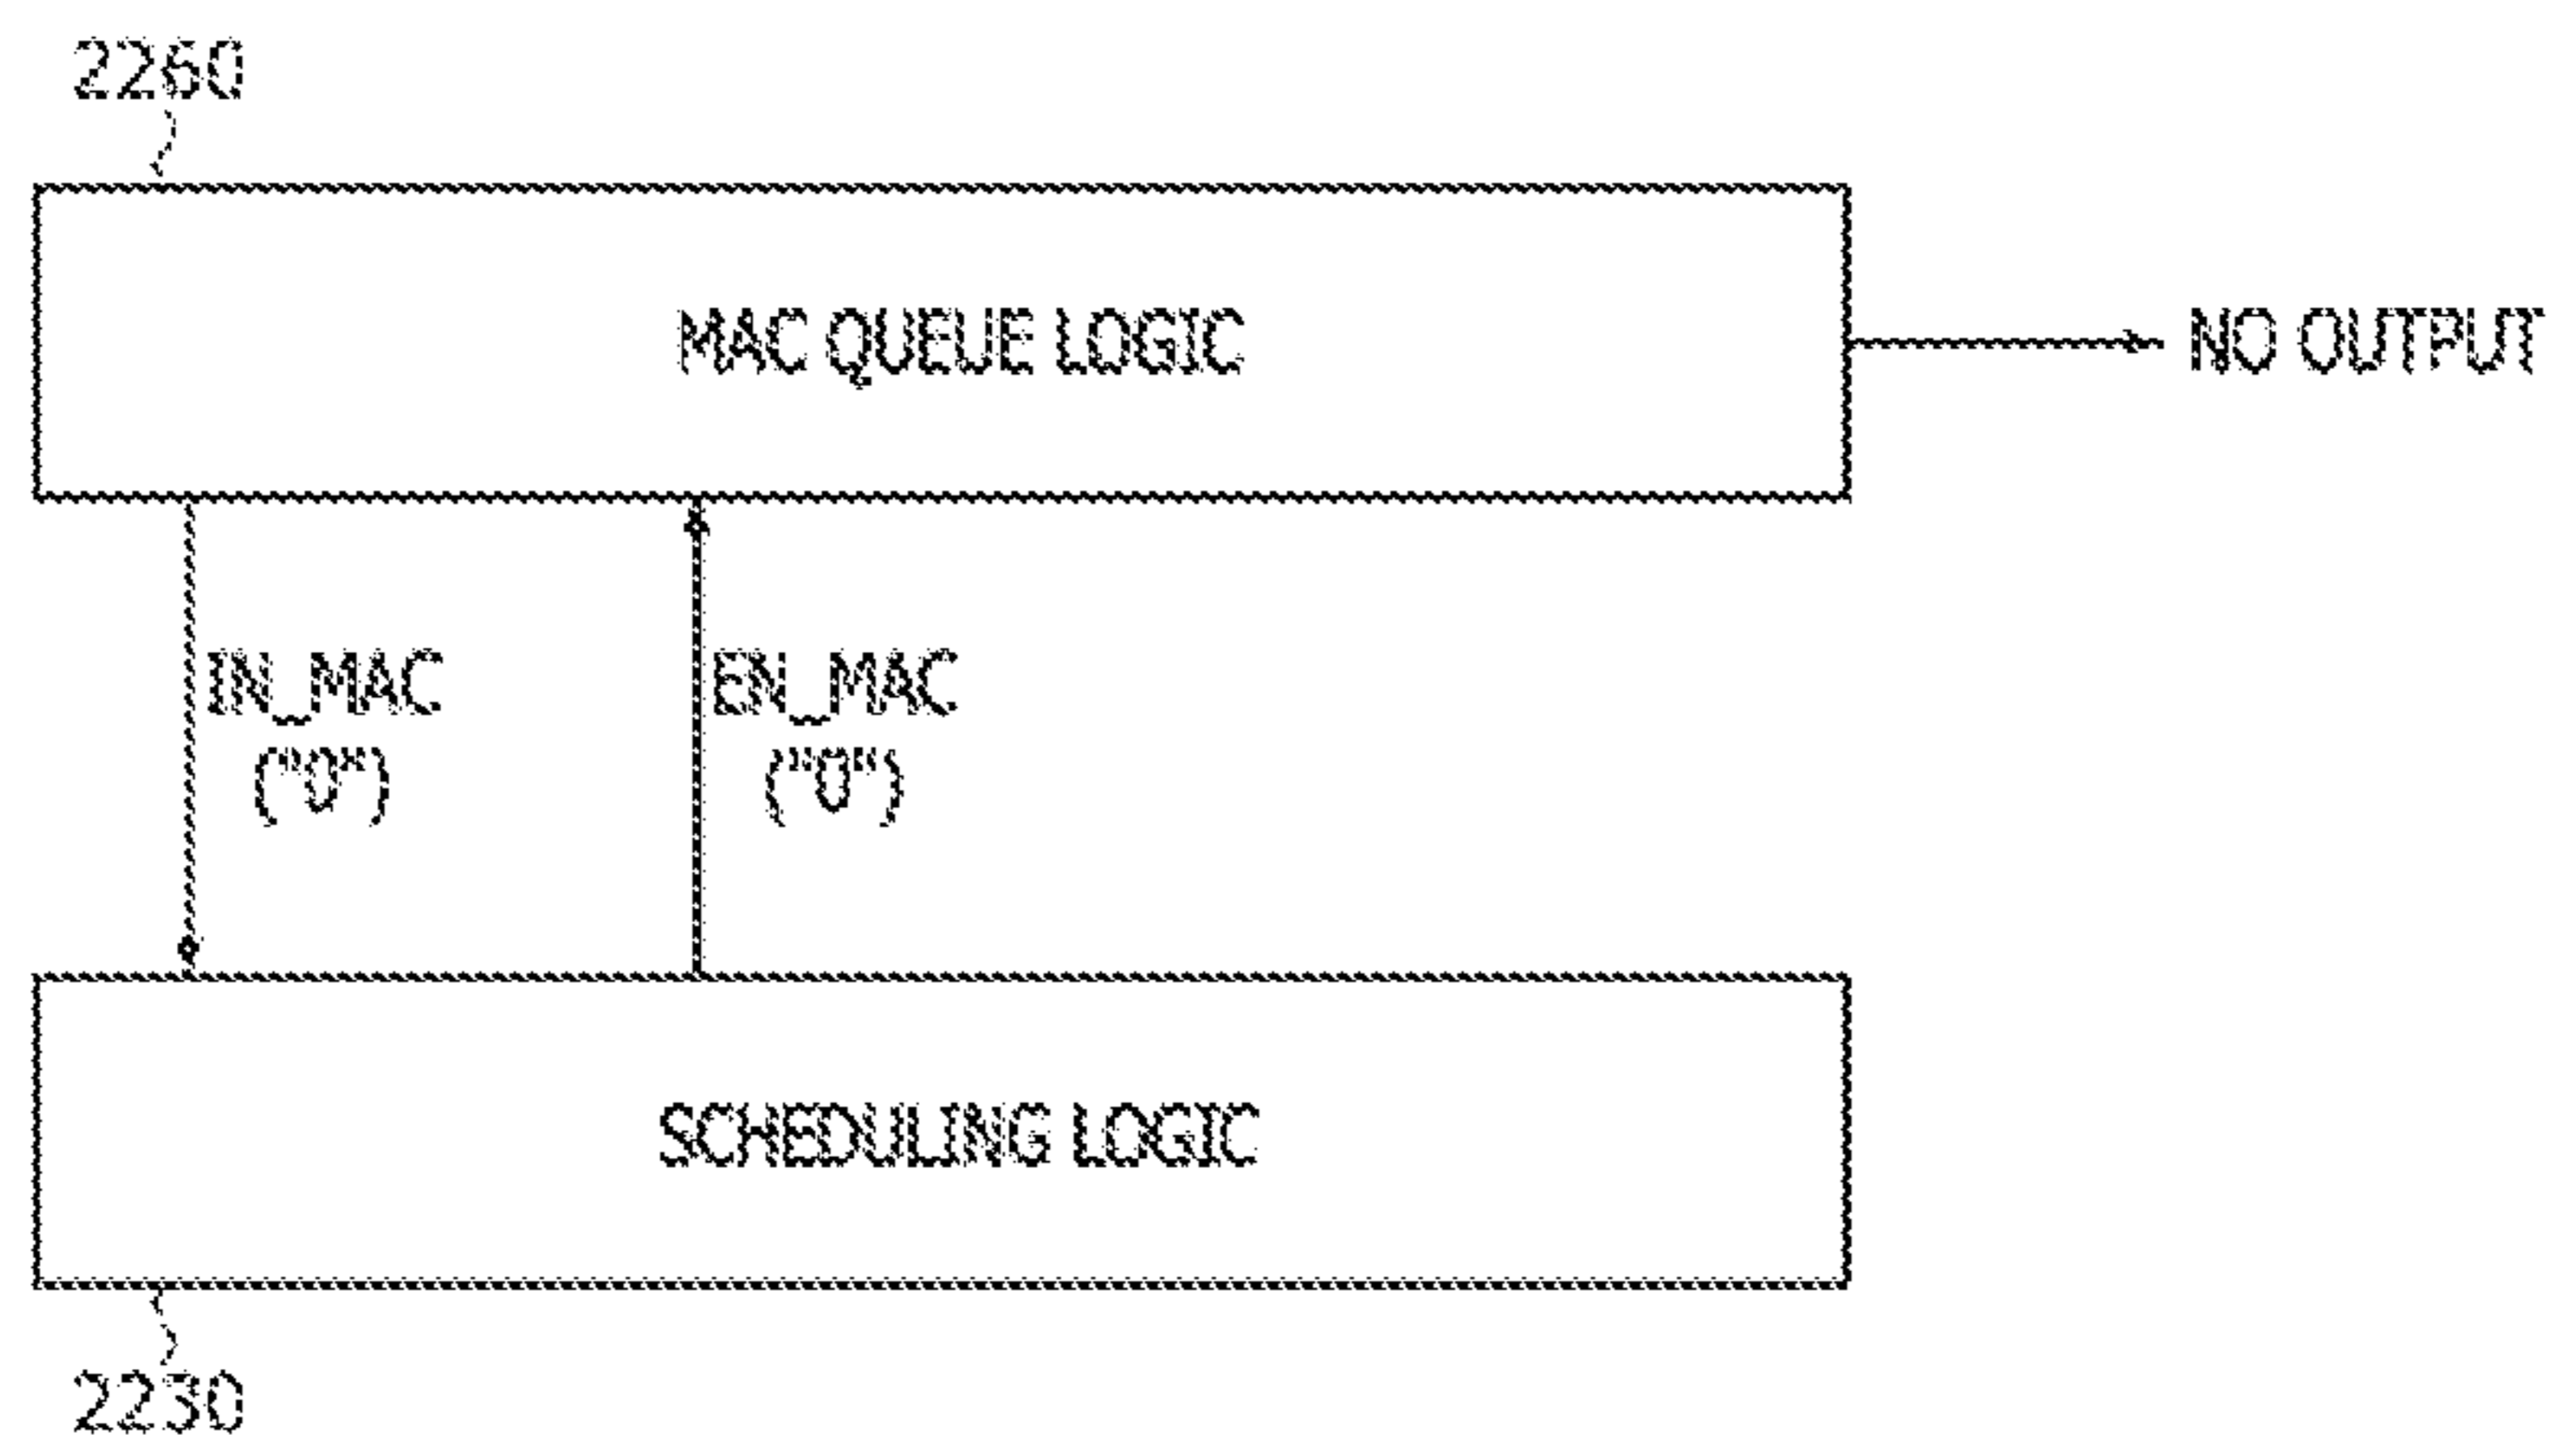 2260
MAC QUEUE LOGIC
NO OUTPUT
IN_MAC
("0")
EN_MAC
("0")
SCHEDULING LOGIC
2230